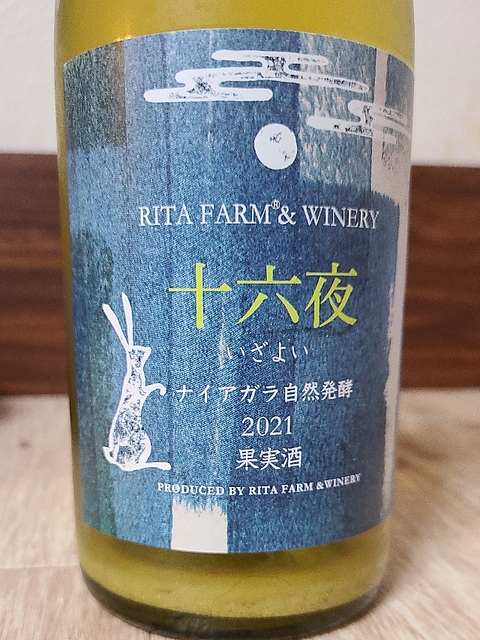 RITA FARM® & WINERY
十六夜
いざよい
ナイアガラ自然発酵
2021
果実酒
PRODUCED BY RITA FARM & WINERY